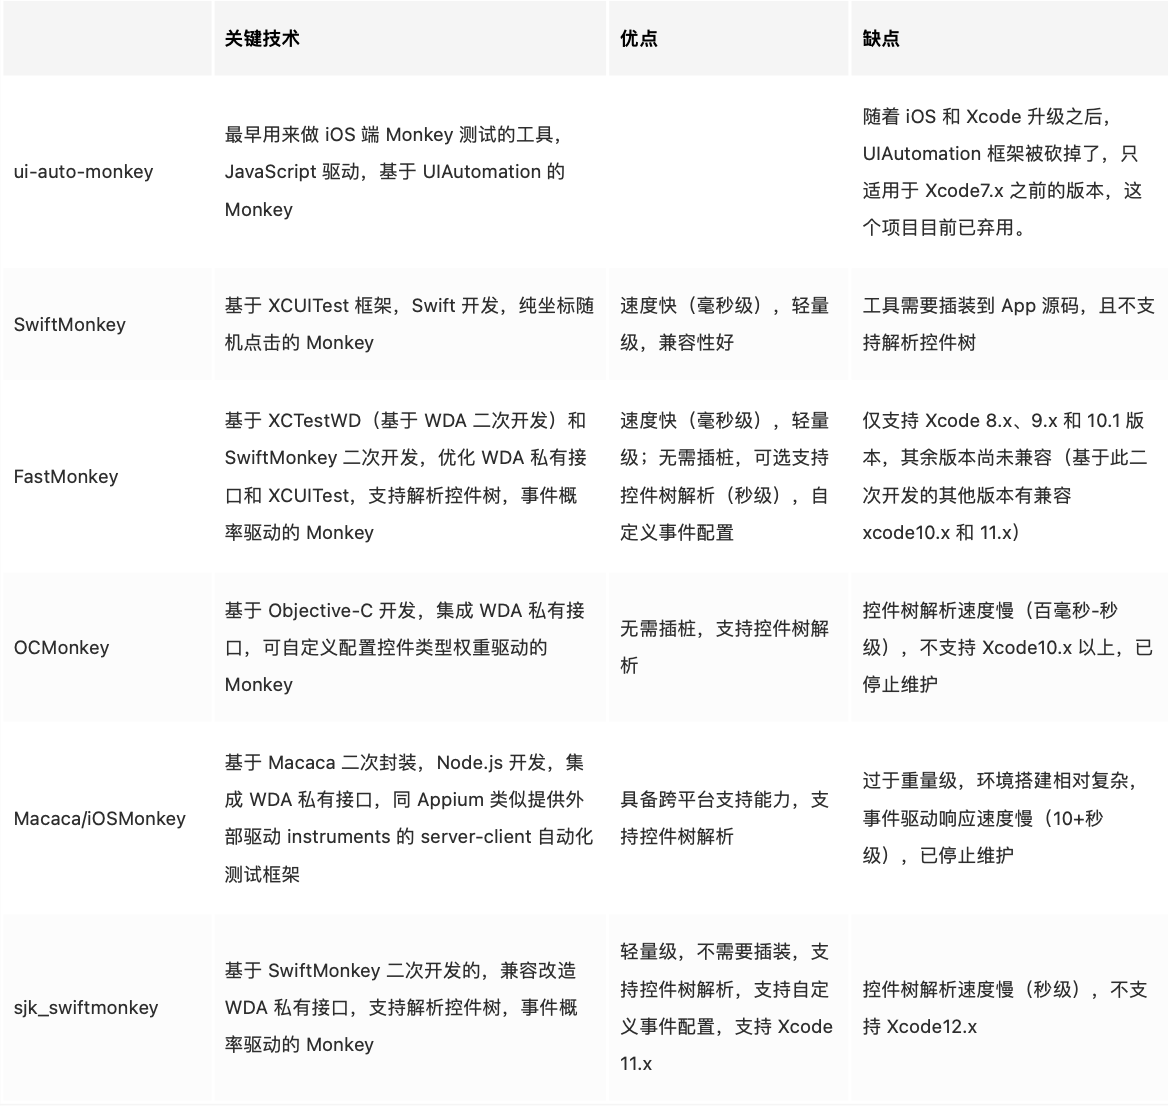 关键技术 优点 缺点
ui-auto-monkey
最早用来做 iOS 端 Monkey 测试的工具，
JavaScript 驱动，基于 UIAutomation 的
Monkey
随着 iOS 和 Xcode 升级之后，
UIAutomation 框架被砍掉了，只
适用于 Xcode7.x 之前的版本，这
个项目目前已弃用。
SwiftMonkey
基于 XCUITest 框架，Swift 开发，纯坐标随
机点击的 Monkey
速度快（毫秒级），轻量
级，兼容性好
工具需要插装到 App 源码，且不支
持解析控件树
FastMonkey
基于 XCTestWD（基于 WDA 二次开发）和
SwiftMonkey 二次开发，优化 WDA 私有接
口和 XCUITest，支持解析控件树，事件概
率驱动的 Monkey
速度快（毫秒级），轻量
级；无需插桩，可选支持
控件树解析（秒级），自
定义事件配置
仅支持 Xcode 8.x、9.x 和 10.1 版
本，其余版本尚未兼容（基于此二
次开发的其他版本有兼容
xcode10.x 和 11.x）
OCMonkey
基于 Objective-C 开发，集成 WDA 私有接
口，可自定义配置控件类型权重驱动的
Monkey
无需插桩，支持控件树解
析
控件树解析速度慢（百毫秒-秒
级），不支持 Xcode10.x 以上，已
停止维护
Macaca/iOSMonkey
基于 Macaca 二次封装，Node.js 开发，集
成 WDA 私有接口，同 Appium 类似提供外
部驱动 instruments 的 server-client 自动化
测试框架
具备跨平台支持能力，支
持控件树解析
过于重量级，环境搭建相对复杂，
事件驱动响应速度慢（10+秒
级），已停止维护
sjk_swiftmonkey
基于 SwiftMonkey 二次开发的，兼容改造
WDA 私有接口，支持解析控件树，事件概
率驱动的 Monkey
轻量级，不需要插装，支
持控件树解析，支持自定
义事件配置，支持 Xcode
11.x
控件树解析速度慢（秒级），不支
持 Xcode12.x